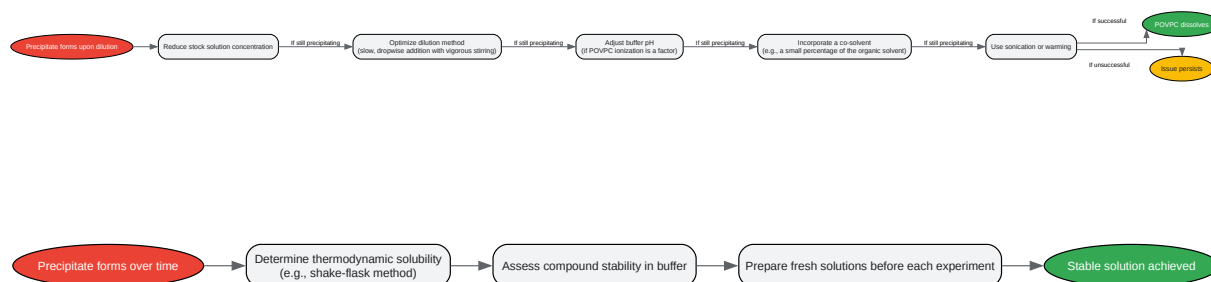 If successful
POVPC dissolves
Precipitate forms upon dilution
Reduce stock solution concentration
If still precipitating
Optimize dilution method
(slow, dropwise addition with vigorous stirring)
If still precipitating
Adjust buffer pH
(if POVPC ionization is a factor)
If still precipitating
Incorporate a co-solvent
(e.g., a small percentage of the organic solvent)
If still precipitating
Use sonication or warming
If unsuccessful
Issue persists
Precipitate forms over time
Determine thermodynamic solubility
(e.g., shake-flask method)
Assess compound stability in buffer
Prepare fresh solutions before each experiment
Stable solution achieved